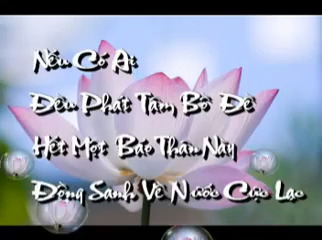 Nếu Có Ai
Đều Phát Tâm Bồ Đề
Hết Một Báo Thân Này
Đồng Sanh Về Nước Cực Lạc